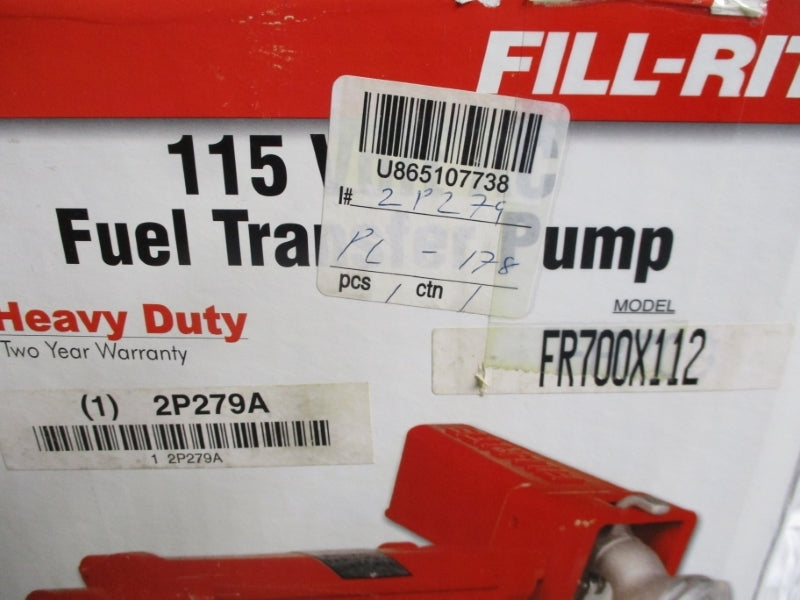 FILL-RIT
115 V C
U865107738
I# 2P279
Fuel Transfer Pump
PL - 178
pcs / ctn /
MODEL
FR700X112
Heavy Duty
Two Year Warranty
(1) 2P279A
1 2P279A